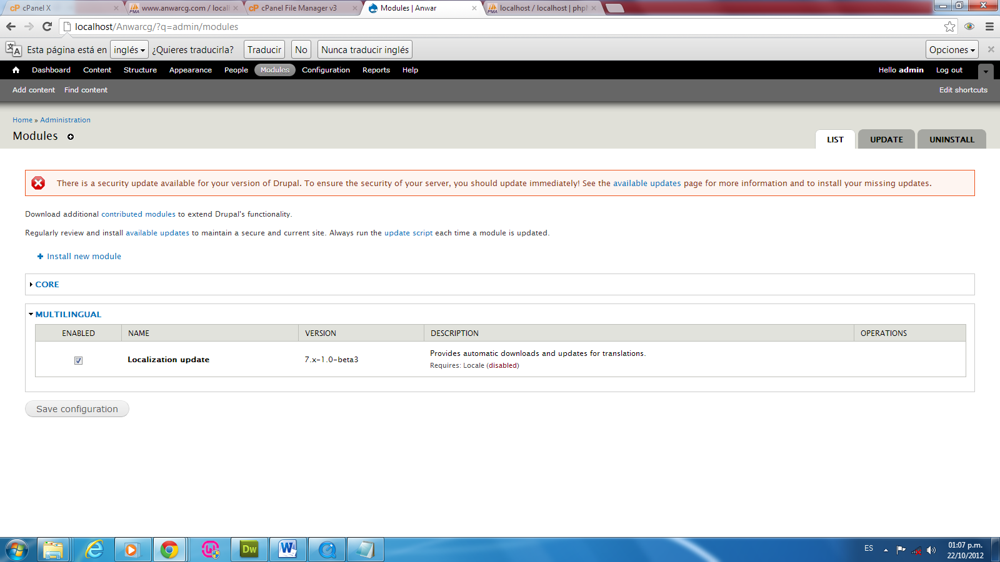 cPanel X
www.anwarcg.com / locali
cPanel File Manager v3
Modules | Anwar
localhost / localhost | phpM
localhost/Anwarcg/?q=admin/modules
Esta página está en inglés ¿Quieres traducirla? Traducir No Nunca traducir inglés Opciones
Dashboard Content Structure Appearance People Modules Configuration Reports Help Hello admin Log out
Add content Find content Edit shortcuts
Home » Administration
Modules
LIST UPDATE UNINSTALL
There is a security update available for your version of Drupal. To ensure the security of your server, you should update immediately! See the available updates page for more information and to install your missing updates.
Download additional contributed modules to extend Drupal's functionality.
Regularly review and install available updates to maintain a secure and current site. Always run the update script each time a module is updated.
Install new module
CORE
MULTILINGUAL
ENABLED NAME VERSION DESCRIPTION OPERATIONS
Localization update 7.x-1.0-beta3 Provides automatic downloads and updates for translations.
Requires: Locale (disabled)
Save configuration
Dw
W
ES
01:07 p.m.
22/10/2012